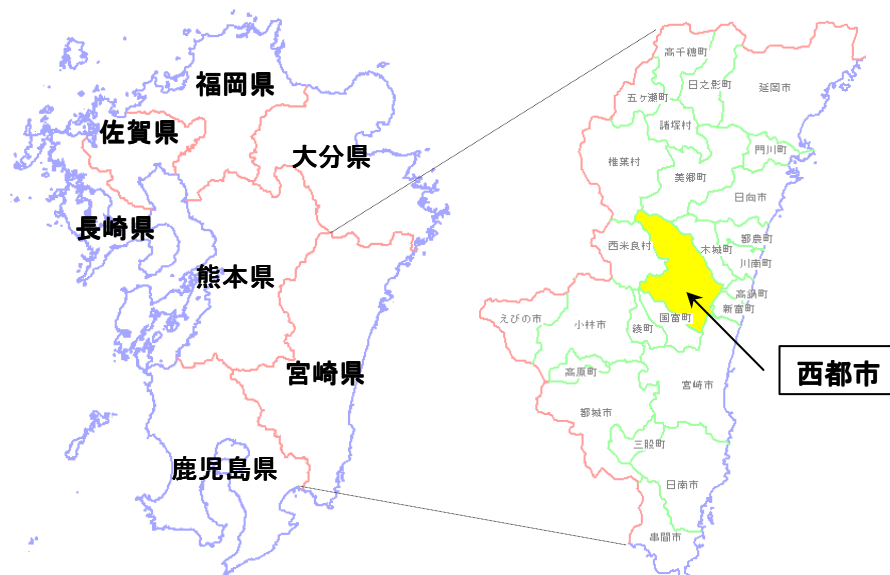 福岡県
佐賀県
大分県
長崎県
熊本県
宮崎県
鹿児島県
高千穂町
日之影町
延岡市
五ヶ瀬町
諸塚村
門川町
椎葉村
美郷町
日向市
西米良村
木城町
都農町
川南町
高鍋町
新富町
えびの市
小林市
綾町
国富町
西都市
高原町
宮崎市
都城市
三股町
日南市
串間市